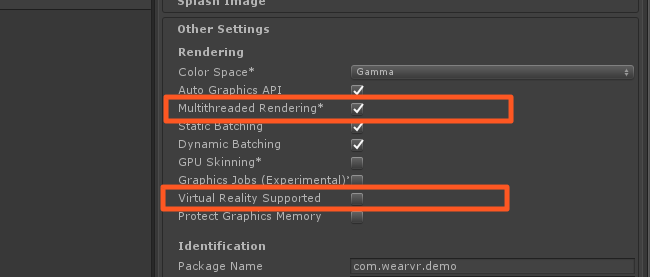 Splash Image
Other Settings
Rendering
Color Space* Gamma
Auto Graphics API
Multithreaded Rendering*
Static Batching
Dynamic Batching
GPU Skinning*
Graphics Jobs (Experimental)*
Virtual Reality Supported
Protect Graphics Memory
Identification
Package Name com.wearvr.demo